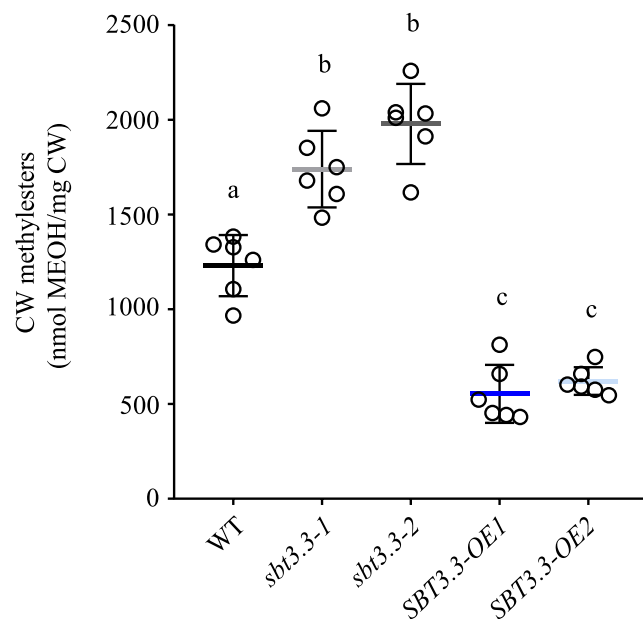 CW methylesters
(nmol MEOH/mg CW)
2500
2000
1500
1000
500
0
a
b
b
c
c
WT
sbt3.3-1
sbt3.3-2
SBT3.3-OE1
SBT3.3-OE2